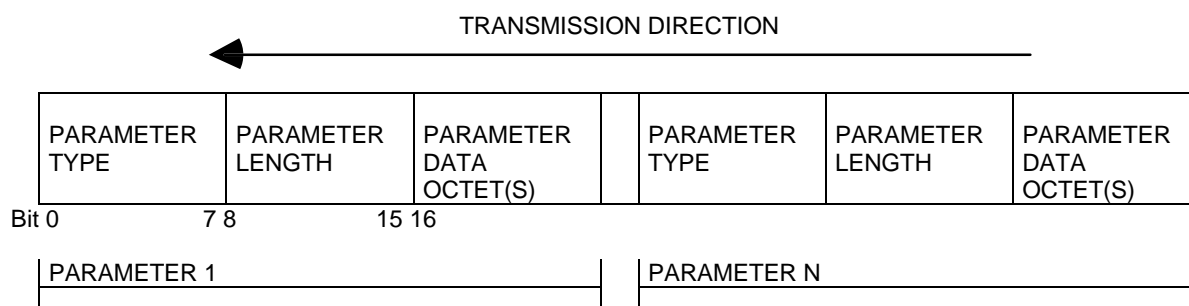 TRANSMISSION DIRECTION
PARAMETER TYPE
PARAMETER LENGTH
PARAMETER DATA OCTET(S)
PARAMETER TYPE
PARAMETER LENGTH
PARAMETER DATA OCTET(S)
Bit 0 7 8 15 16
PARAMETER 1
PARAMETER N